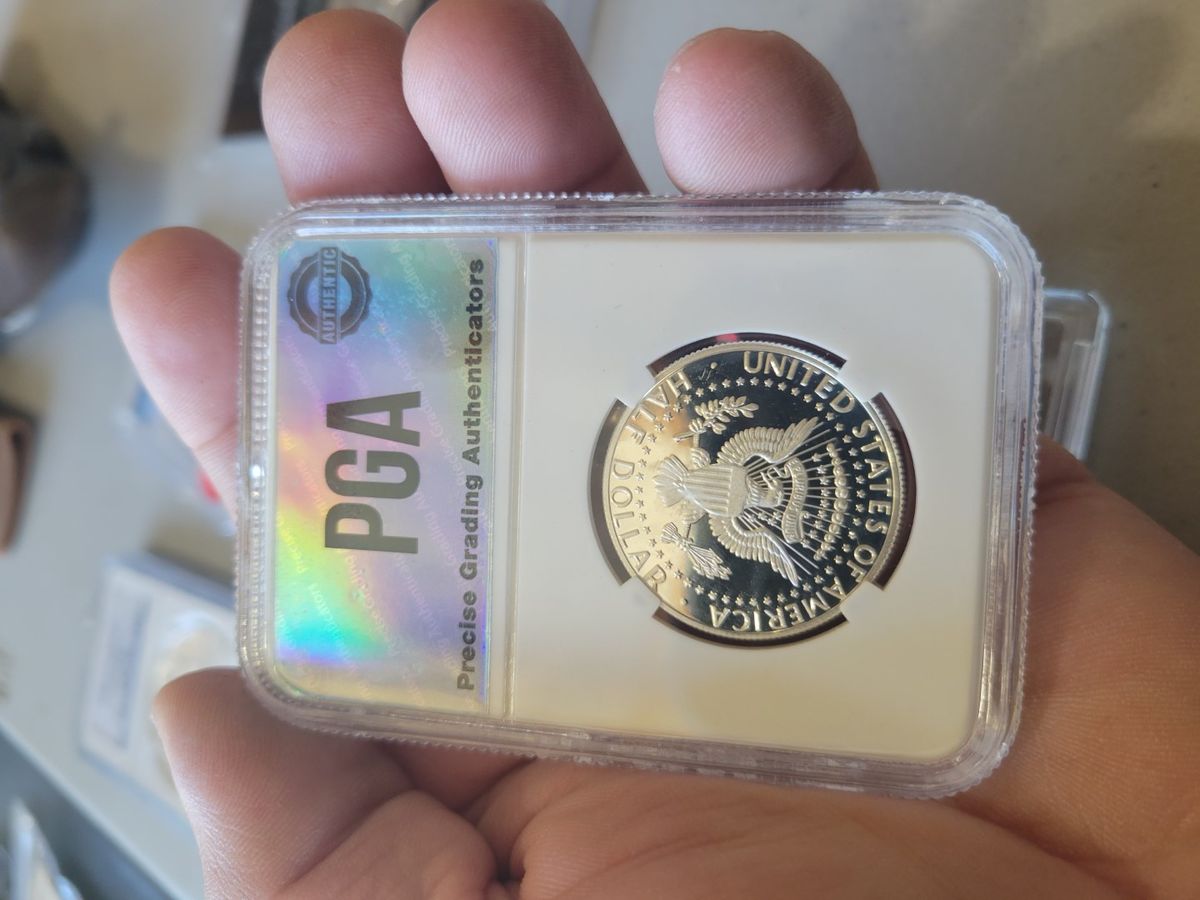 AUTHENTIC
PGA
Precise Grading Authenticators
UNITED STATES OF AMERICA
HALF DOLLAR